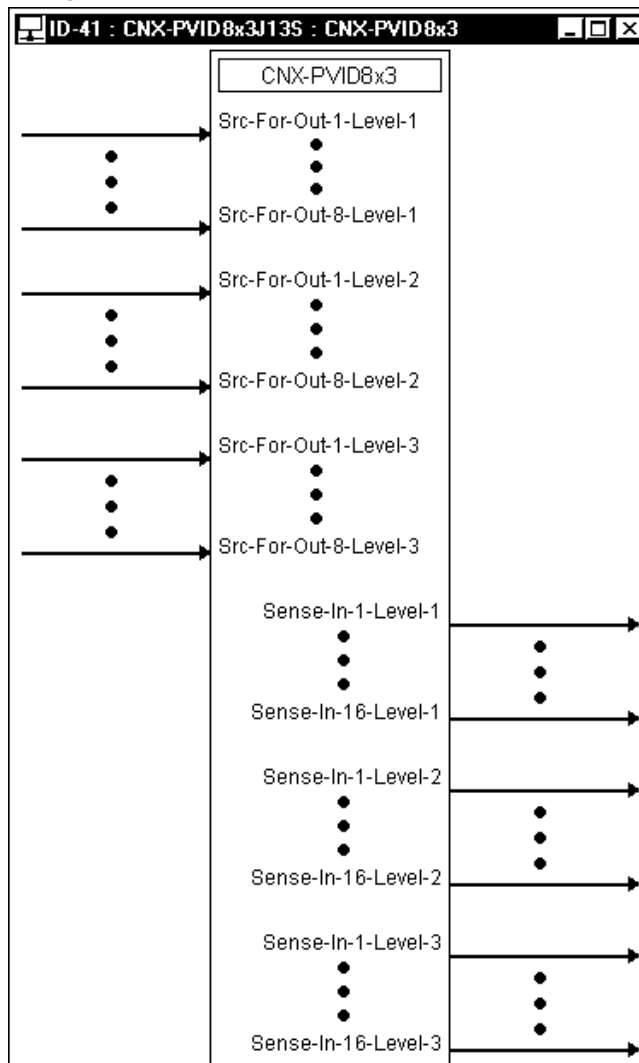 ID-41 : CNX-PVID8x3J13S : CNX-PVID8x3
CNX-PVID8x3
Src-For-Out-1-Level-1
Src-For-Out-8-Level-1
Src-For-Out-1-Level-2
Src-For-Out-8-Level-2
Src-For-Out-1-Level-3
Src-For-Out-8-Level-3
Sense-In-1-Level-1
Sense-In-16-Level-1
Sense-In-1-Level-2
Sense-In-16-Level-2
Sense-In-1-Level-3
Sense-In-16-Level-3